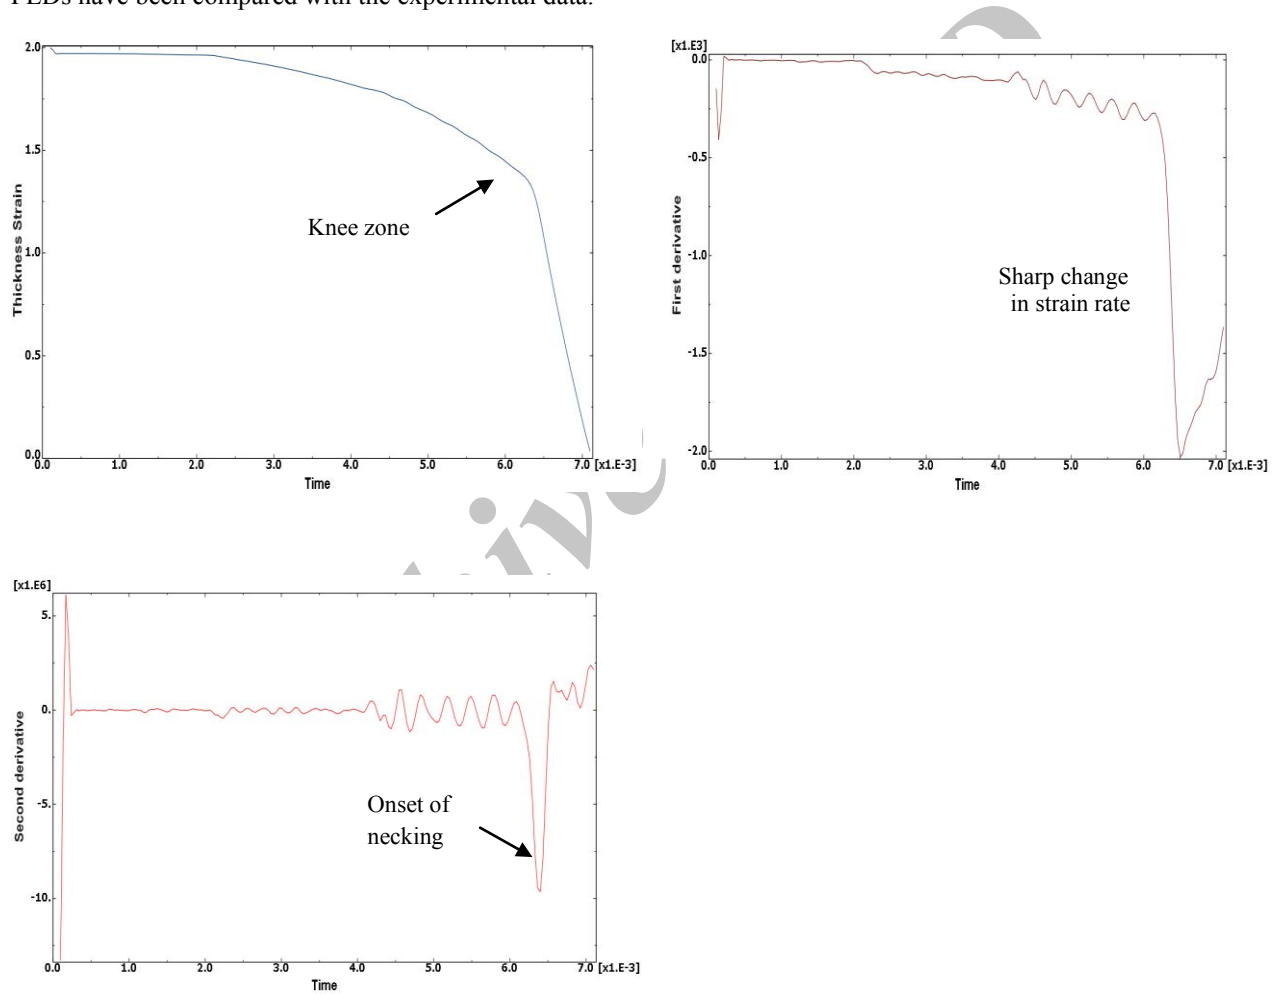 FLDs have been compared with the experimental data.
2.0
1.5
1.0
0.5
0.0
Thickness Strain
Knee zone
0.0 1.0 2.0 3.0 4.0 5.0 6.0 7.0 [x1.E-3]
Time
[x1.E3]
0.0
-0.5
-1.0
-1.5
-2.0
First derivative
Sharp change
in strain rate
0.0 1.0 2.0 3.0 4.0 5.0 6.0 7.0 [x1.E-3]
Time
[x1.E6]
5.
0.
-5.
-10.
Second derivative
Onset of
necking
0.0 1.0 2.0 3.0 4.0 5.0 6.0 7.0 [x1.E-3]
Time